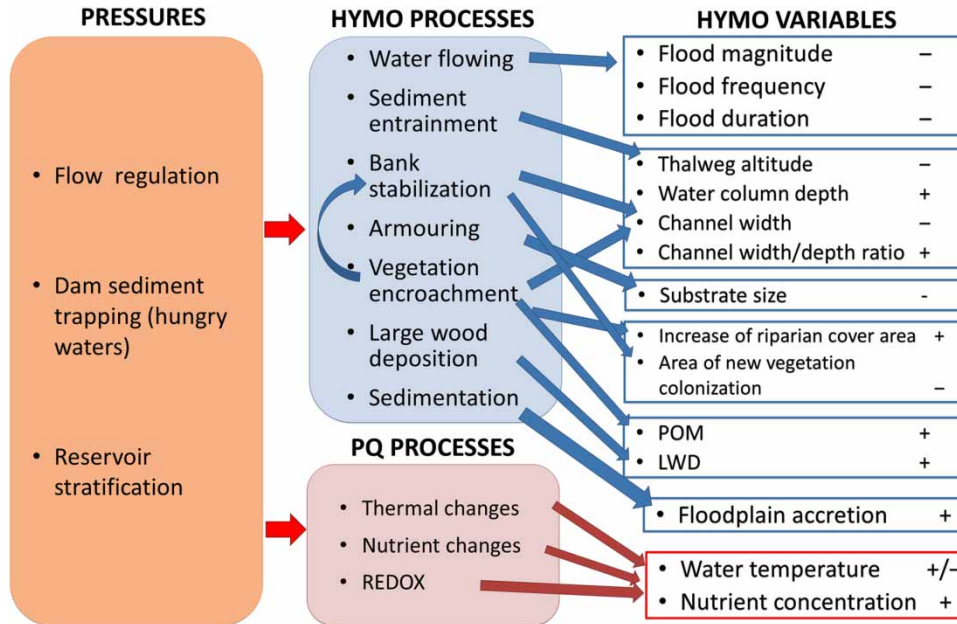 PRESSURES
• Flow regulation
• Dam sediment
trapping (hungry
waters)
• Reservoir
stratification
HYMO PROCESSES
• Water flowing
• Sediment
entrainment
• Bank
stabilization
• Armouring
• Vegetation
encroachment
• Large wood
deposition
• Sedimentation
PQ PROCESSES
• Thermal changes
• Nutrient changes
• REDOX
HYMO VARIABLES
• Flood magnitude –
• Flood frequency –
• Flood duration –
• Thalweg altitude –
• Water column depth +
• Channel width –
• Channel width/depth ratio +
• Substrate size -
• Increase of riparian cover area +
• Area of new vegetation
colonization –
• POM +
• LWD +
• Floodplain accretion +
• Water temperature +/-
• Nutrient concentration +